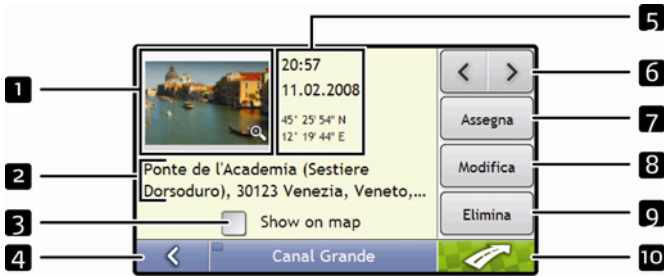 5
1
20:57
11.02.2008
45° 25' 54" N
12° 19' 44" E
6
Assegna
7
2
Ponte de l'Academia (Sestiere
Dorsoduro), 30123 Venezia, Veneto,...
Modifica
8
3
Show on map
Elimina
9
4
Canal Grande
10